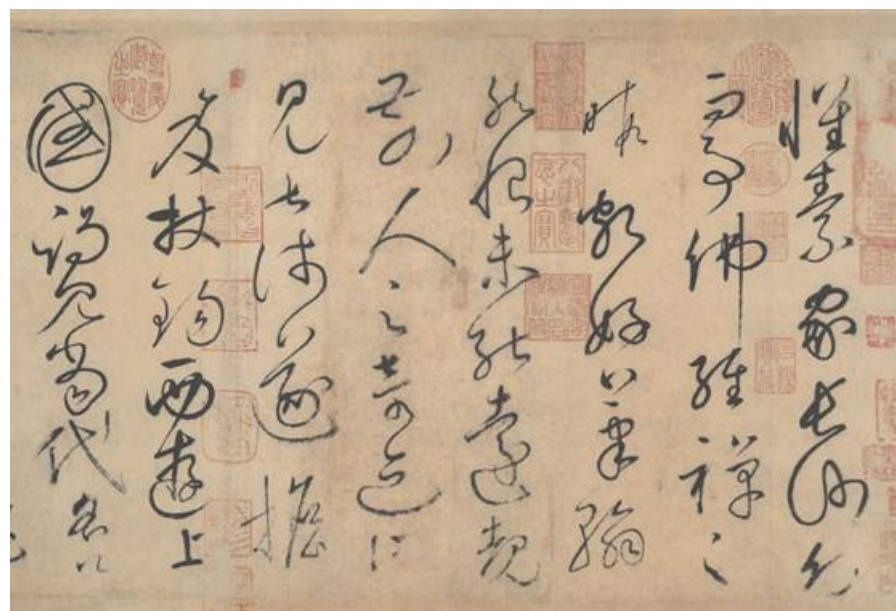 懷素家長沙幼
而事佛經禪之
暇頗好筆翰
然恨未能遠覩
前人之奇迹所
見甚淺遂擔
笈杖錫西遊上
國謁見當代名公